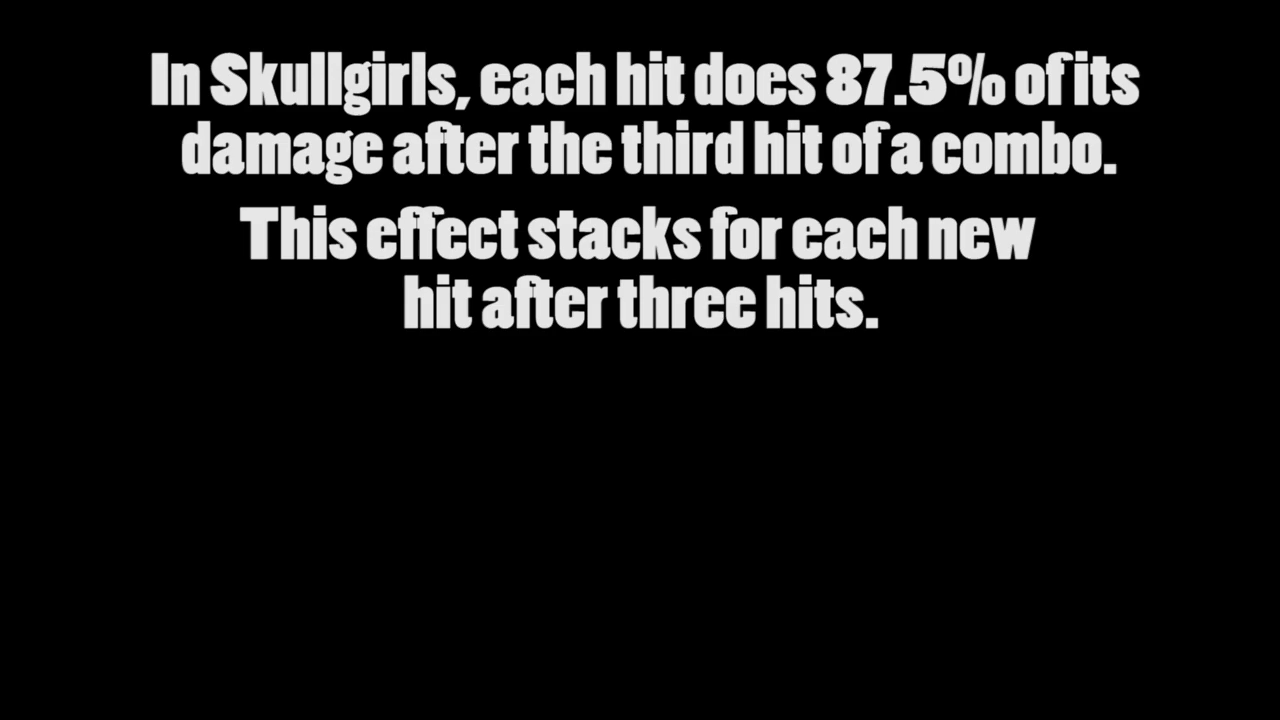 In Skullgirls, each hit does 87.5% of its
damage after the third hit of a combo.
This effect stacks for each new
hit after three hits.